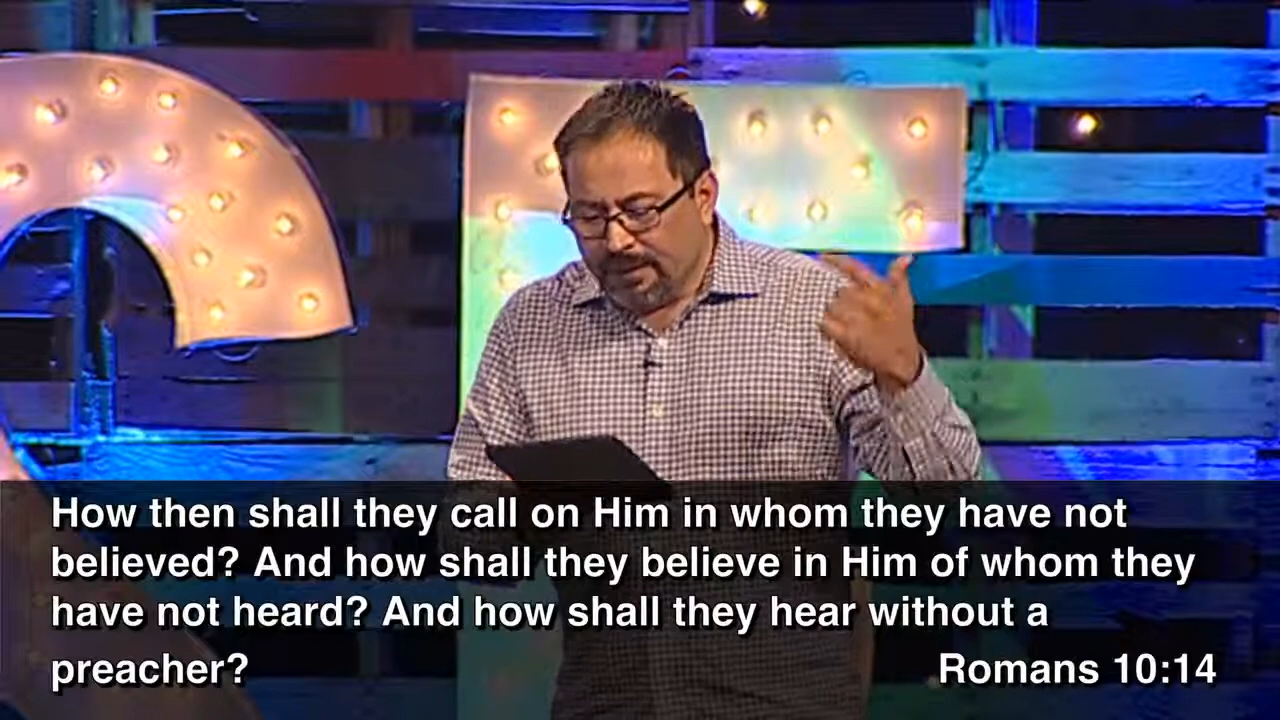 How then shall they call on Him in whom they have not
believed? And how shall they believe in Him of whom they
have not heard? And how shall they hear without a
preacher? Romans 10:14